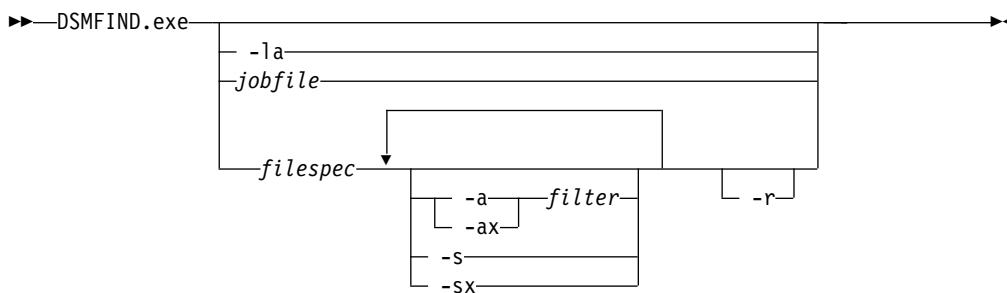 DSMFIND.exe
-la
jobfile
filespec
-a filter -r
-ax
-s
-sx